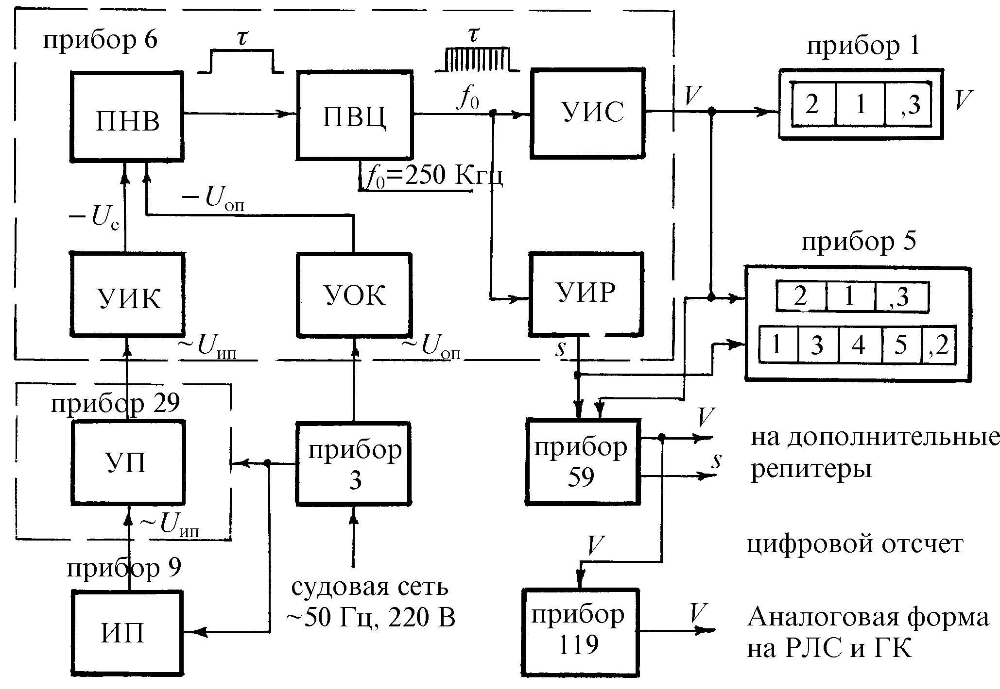 прибор 6
τ
τ
прибор 1
ПНВ
ПВЦ
f₀
УИС
V
2 1 ,3
V
f₀=250 Кгц
– Uоп
– Uс
прибор 5
УИК
УОК
УИР
2 1 ,3
1 3 4 5 ,2
~Uип
~Uоп
s
прибор 29
УП
прибор
3
прибор
59
V
s
на дополнительные
репитеры
~Uип
прибор 9
ИП
судовая сеть
~50 Гц, 220 В
V
цифровой отсчет
прибор
119
V
Аналоговая форма
на РЛС и ГК